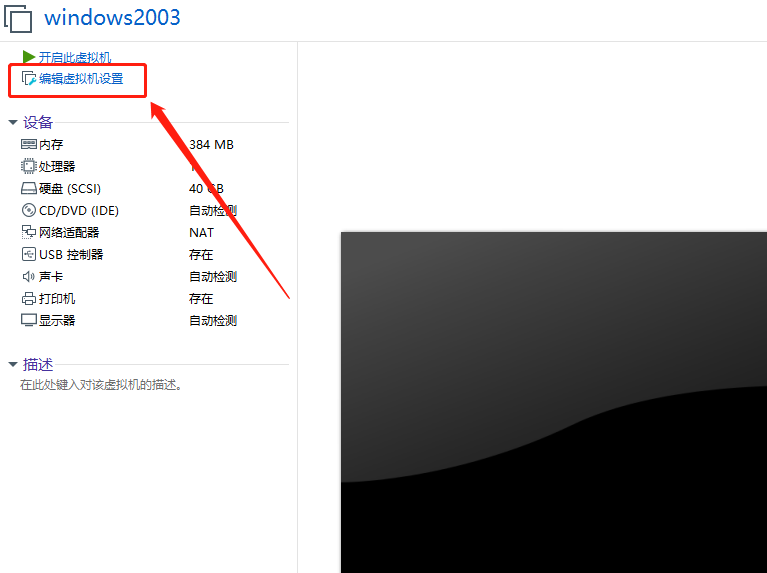 windows2003
开启此虚拟机
编辑虚拟机设置
设备
内存 384 MB
处理器
硬盘 (SCSI) 40 GB
CD/DVD (IDE) 自动检测
网络适配器 NAT
USB 控制器 存在
声卡 自动检测
打印机 存在
显示器 自动检测
描述
在此处键入对该虚拟机的描述。